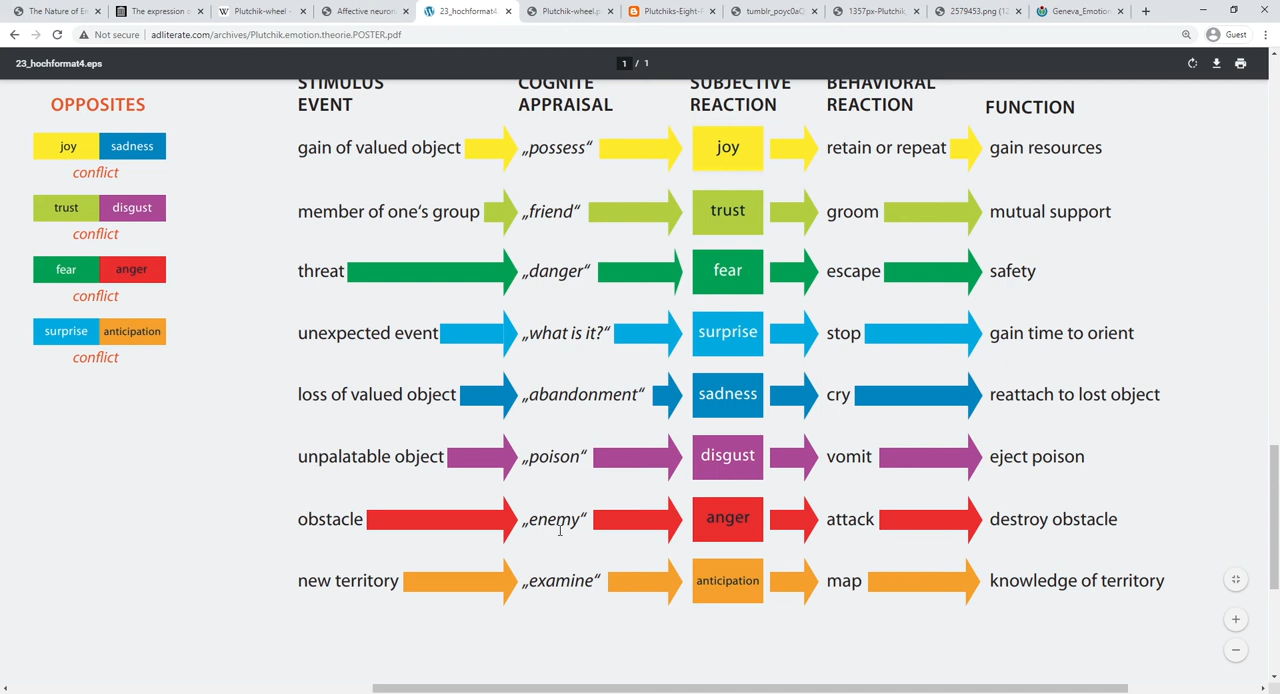 The Nature of Em
The expression o
Plutchik-wheel -
Affective neuron
23_hochformat4.
Plutchik-wheel.p
Plutchiks-Eight-P
tumblr_poyc0aQ
1357px-Plutchik
2579453.png (12
Geneva_Emotion
Not secure | adliterate.com/archives/Plutchik.emotion.theorie.POSTER.pdf
Guest
23_hochformat4.eps
1 / 1
OPPOSITES
joy sadness
conflict
trust disgust
conflict
fear anger
conflict
surprise anticipation
conflict
STIMULUS EVENT COGNITE APPRAISAL SUBJECTIVE REACTION BEHAVIORAL REACTION FUNCTION
gain of valued object „possess“ joy retain or repeat gain resources
member of one‘s group „friend“ trust groom mutual support
threat „danger“ fear escape safety
unexpected event „what is it?“ surprise stop gain time to orient
loss of valued object „abandonment“ sadness cry reattach to lost object
unpalatable object „poison“ disgust vomit eject poison
obstacle „enemy“ anger attack destroy obstacle
new territory „examine“ anticipation map knowledge of territory